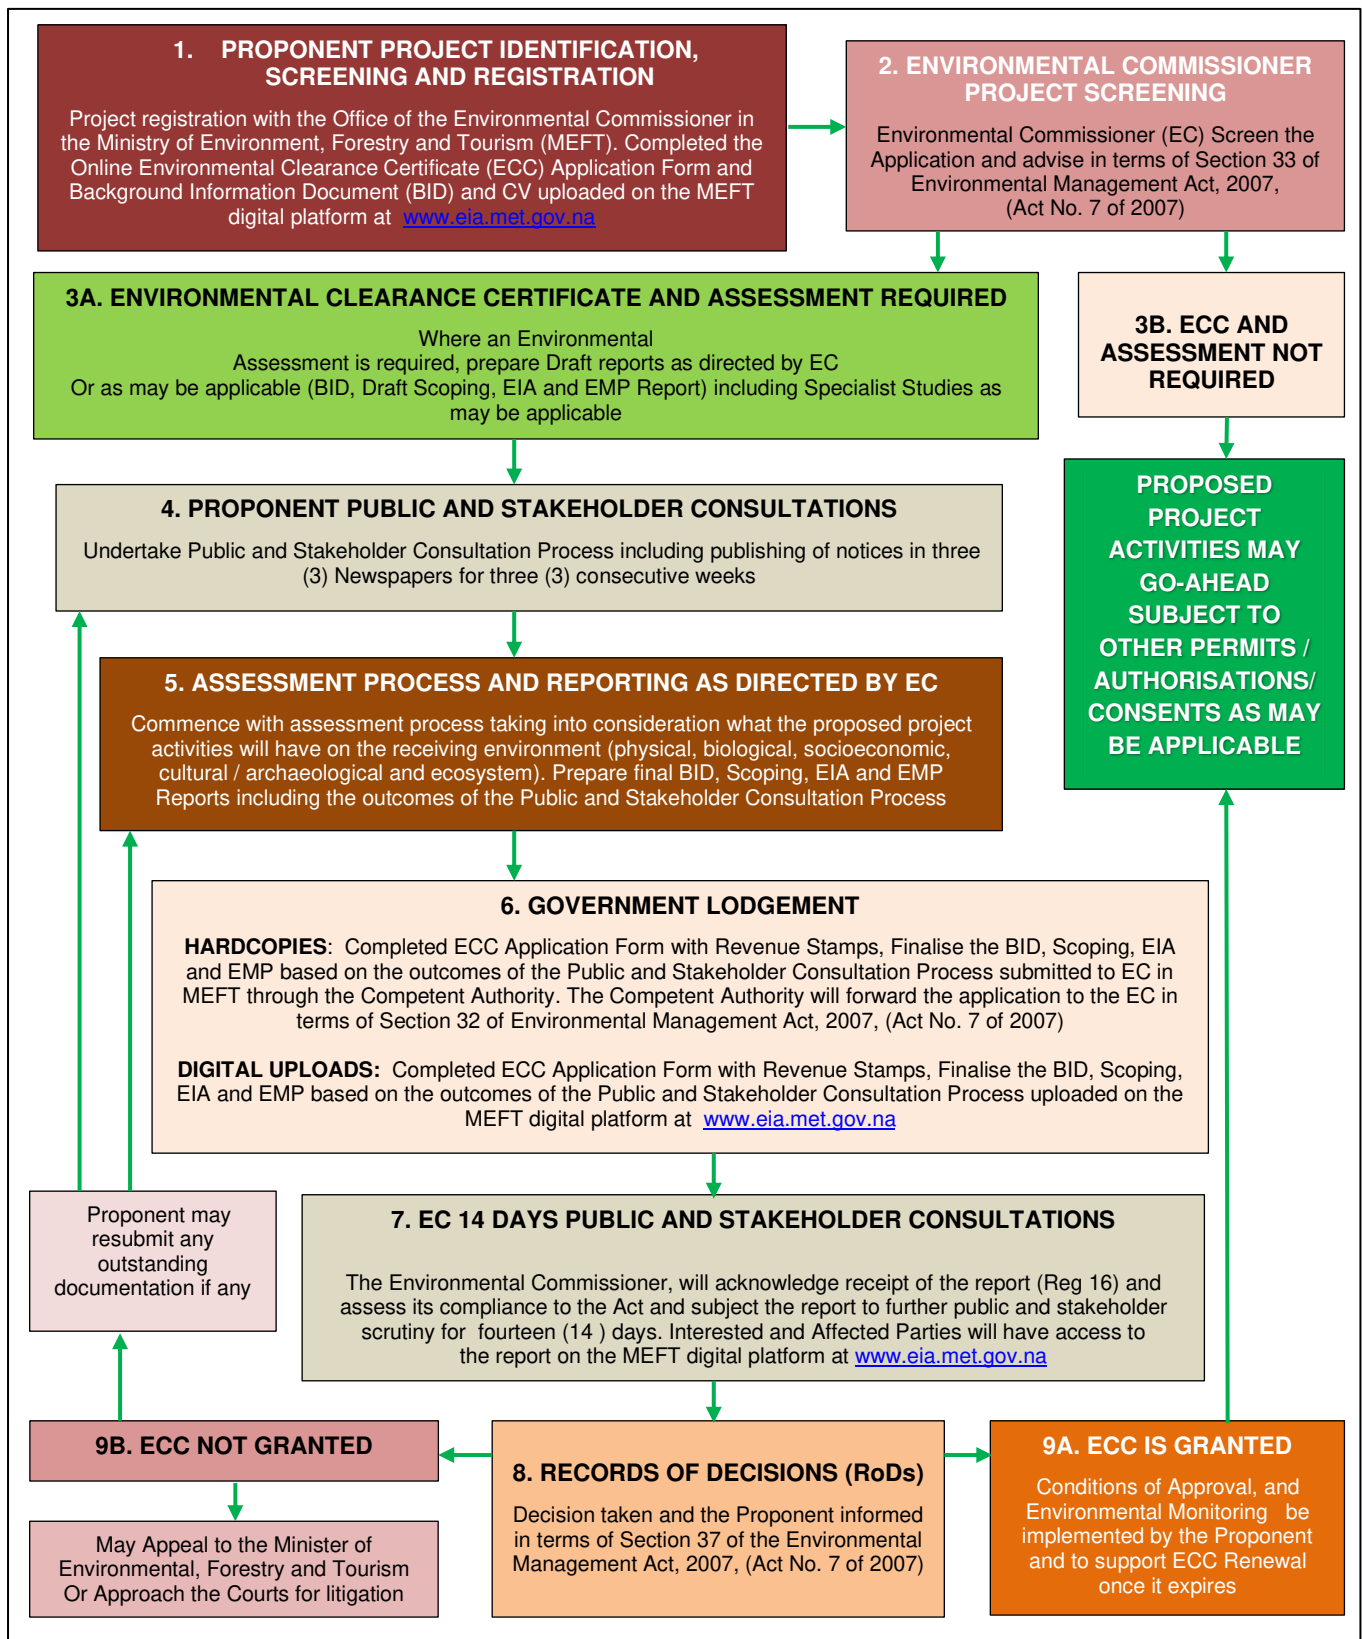 1. PROPONENT PROJECT IDENTIFICATION,
SCREENING AND REGISTRATION
Project registration with the Office of the Environmental Commissioner in
the Ministry of Environment, Forestry and Tourism (MEFT). Completed the
Online Environmental Clearance Certificate (ECC) Application Form and
Background Information Document (BID) and CV uploaded on the MEFT
digital platform at www.eia.met.gov.na
2. ENVIRONMENTAL COMMISSIONER
PROJECT SCREENING
Environmental Commissioner (EC) Screen the
Application and advise in terms of Section 33 of
Environmental Management Act, 2007,
(Act No. 7 of 2007)
3A. ENVIRONMENTAL CLEARANCE CERTIFICATE AND ASSESSMENT REQUIRED
Where an Environmental
Assessment is required, prepare Draft reports as directed by EC
Or as may be applicable (BID, Draft Scoping, EIA and EMP Report) including Specialist Studies as
may be applicable
3B. ECC AND
ASSESSMENT NOT
REQUIRED
4. PROPONENT PUBLIC AND STAKEHOLDER CONSULTATIONS
Undertake Public and Stakeholder Consultation Process including publishing of notices in three
(3) Newspapers for three (3) consecutive weeks
PROPOSED
PROJECT
ACTIVITIES MAY
GO-AHEAD
SUBJECT TO
OTHER PERMITS /
AUTHORISATIONS/
CONSENTS AS MAY
BE APPLICABLE
5. ASSESSMENT PROCESS AND REPORTING AS DIRECTED BY EC
Commence with assessment process taking into consideration what the proposed project
activities will have on the receiving environment (physical, biological, socioeconomic,
cultural / archaeological and ecosystem). Prepare final BID, Scoping, EIA and EMP
Reports including the outcomes of the Public and Stakeholder Consultation Process
6. GOVERNMENT LODGEMENT
HARDCOPIES: Completed ECC Application Form with Revenue Stamps, Finalise the BID, Scoping, EIA
and EMP based on the outcomes of the Public and Stakeholder Consultation Process submitted to EC in
MEFT through the Competent Authority. The Competent Authority will forward the application to the EC in
terms of Section 32 of Environmental Management Act, 2007, (Act No. 7 of 2007)
DIGITAL UPLOADS: Completed ECC Application Form with Revenue Stamps, Finalise the BID, Scoping,
EIA and EMP based on the outcomes of the Public and Stakeholder Consultation Process uploaded on the
MEFT digital platform at www.eia.met.gov.na
Proponent may
resubmit any
outstanding
documentation if any
7. EC 14 DAYS PUBLIC AND STAKEHOLDER CONSULTATIONS
The Environmental Commissioner, will acknowledge receipt of the report (Reg 16) and
assess its compliance to the Act and subject the report to further public and stakeholder
scrutiny for fourteen (14 ) days. Interested and Affected Parties will have access to
the report on the MEFT digital platform at www.eia.met.gov.na
9B. ECC NOT GRANTED
May Appeal to the Minister of
Environmental, Forestry and Tourism
Or Approach the Courts for litigation
8. RECORDS OF DECISIONS (RoDs)
Decision taken and the Proponent informed
in terms of Section 37 of the Environmental
Management Act, 2007, (Act No. 7 of 2007)
9A. ECC IS GRANTED
Conditions of Approval, and
Environmental Monitoring be
implemented by the Proponent
and to support ECC Renewal
once it expires